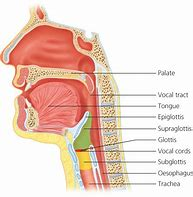 Palate
Vocal tract
Tongue
Epiglottis
Supraglottis
Glottis
Vocal cords
Subglottis
Oesophagus
Trachea